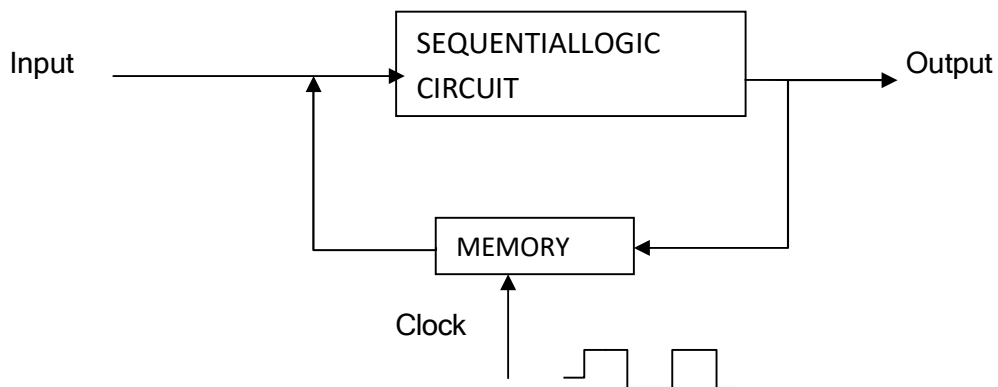 Input
SEQUENTIALLOGIC
CIRCUIT
Output
MEMORY
Clock